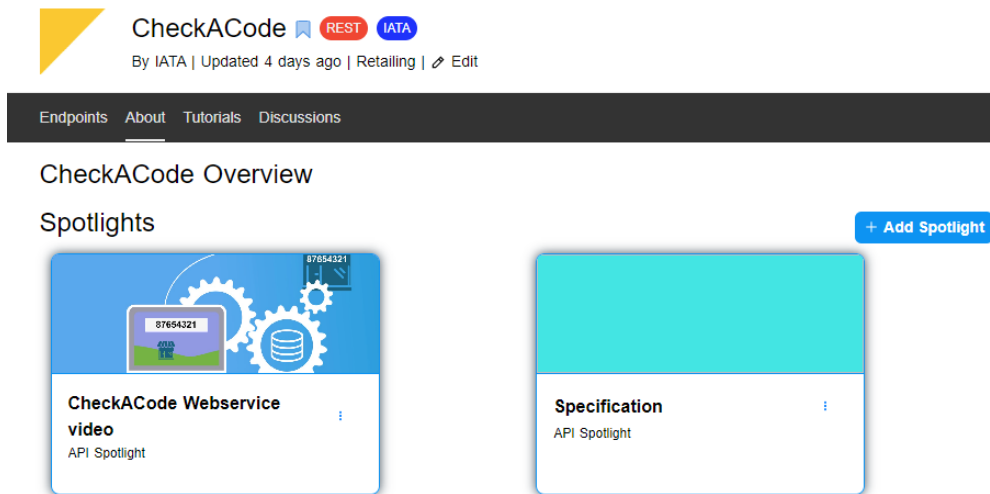 CheckACode REST IATA
By IATA | Updated 4 days ago | Retailing | Edit
Endpoints About Tutorials Discussions
CheckACode Overview
Spotlights
+ Add Spotlight
87654321
87654321
CheckACode Webservice
video
API Spotlight
Specification
API Spotlight